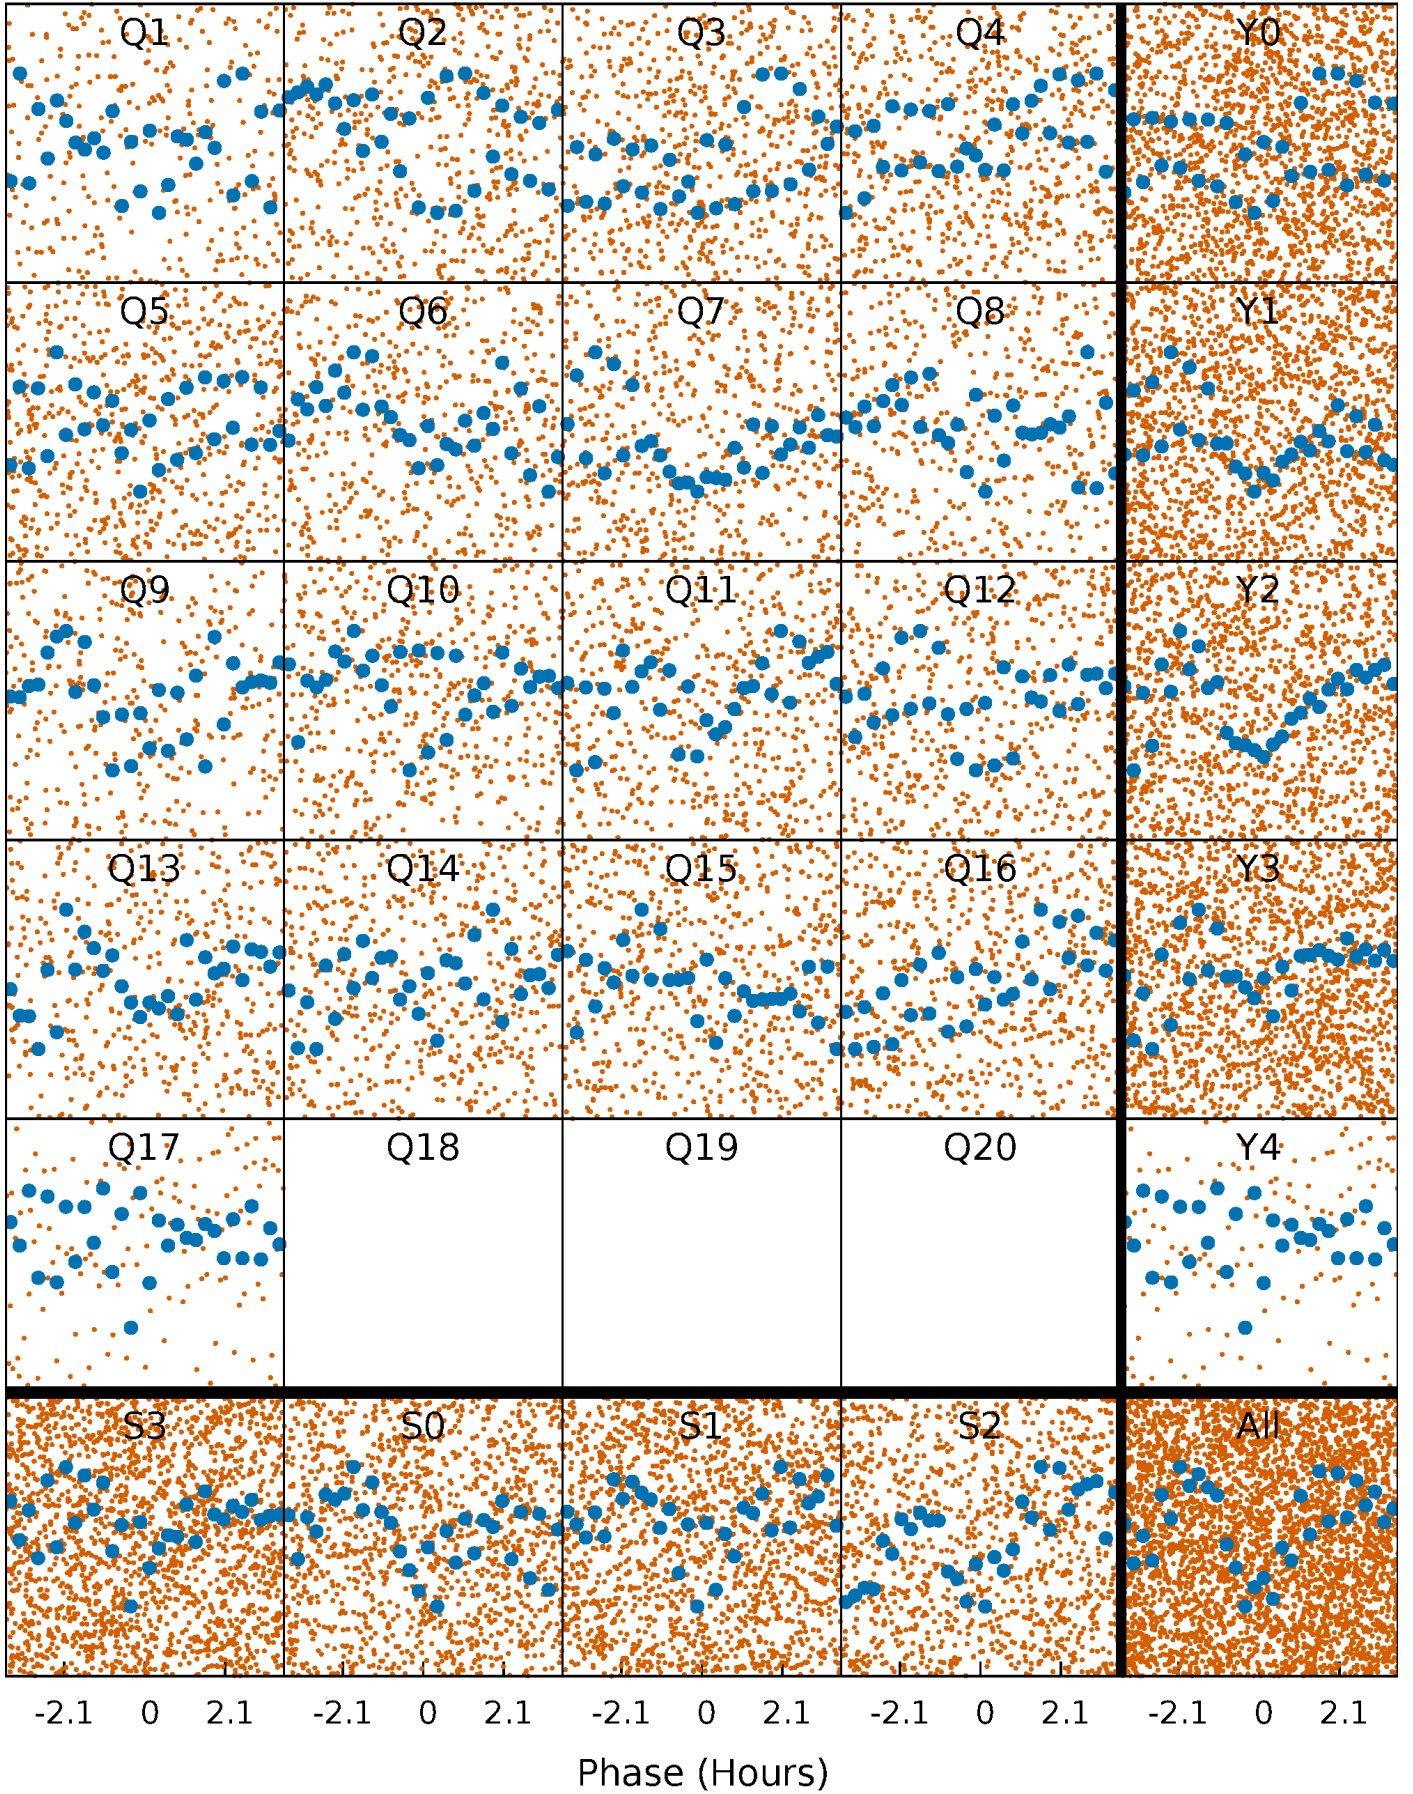 Q1 Q2 Q3 Q4 Y0
Q5 Q6 Q7 Q8 Y1
Q9 Q10 Q11 Q12 Y2
Q13 Q14 Q15 Q16 Y3
Q17 Q18 Q19 Q20 Y4
S3 S0 S1 S2 All
-2.1 0 2.1 -2.1 0 2.1 -2.1 0 2.1 -2.1 0 2.1 -2.1 0 2.1
Phase (Hours)